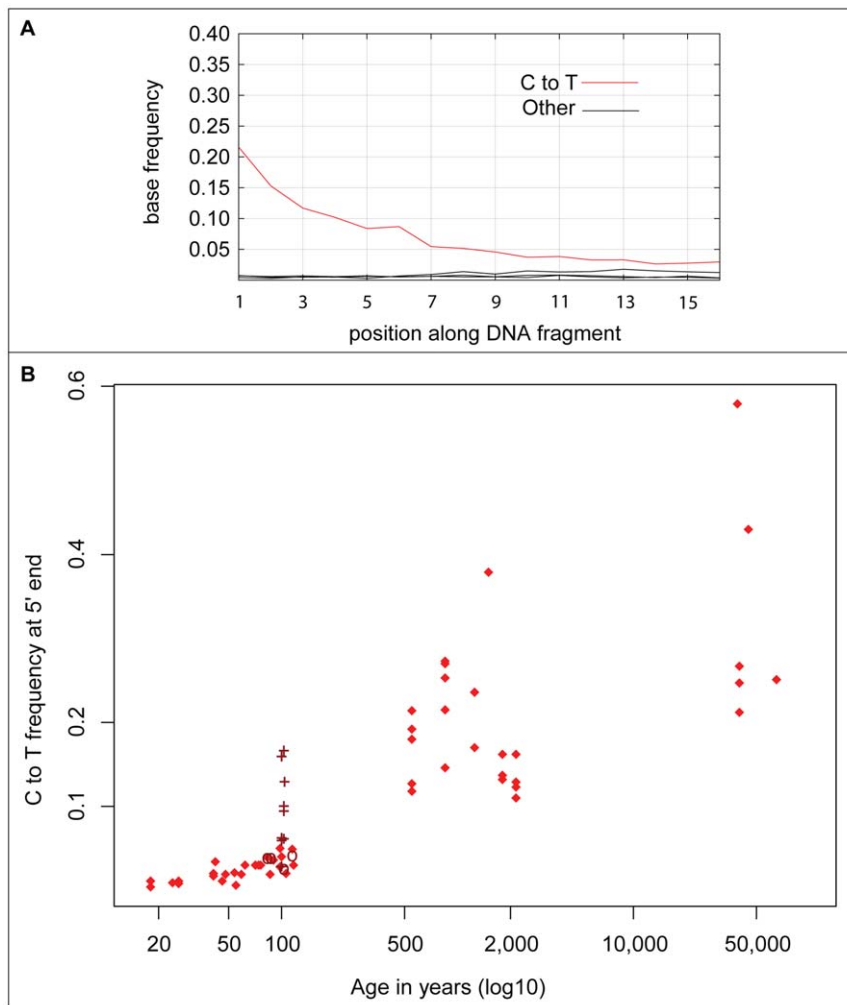 A
0.40
0.35
0.30
0.25
0.20
0.15
0.10
0.05
base frequency
C to T
Other
1 3 5 7 9 11 13 15
position along DNA fragment
B
0.6
0.4
0.2
0.1
C to T frequency at 5' end
20 50 100 500 2,000 10,000 50,000
Age in years (log10)